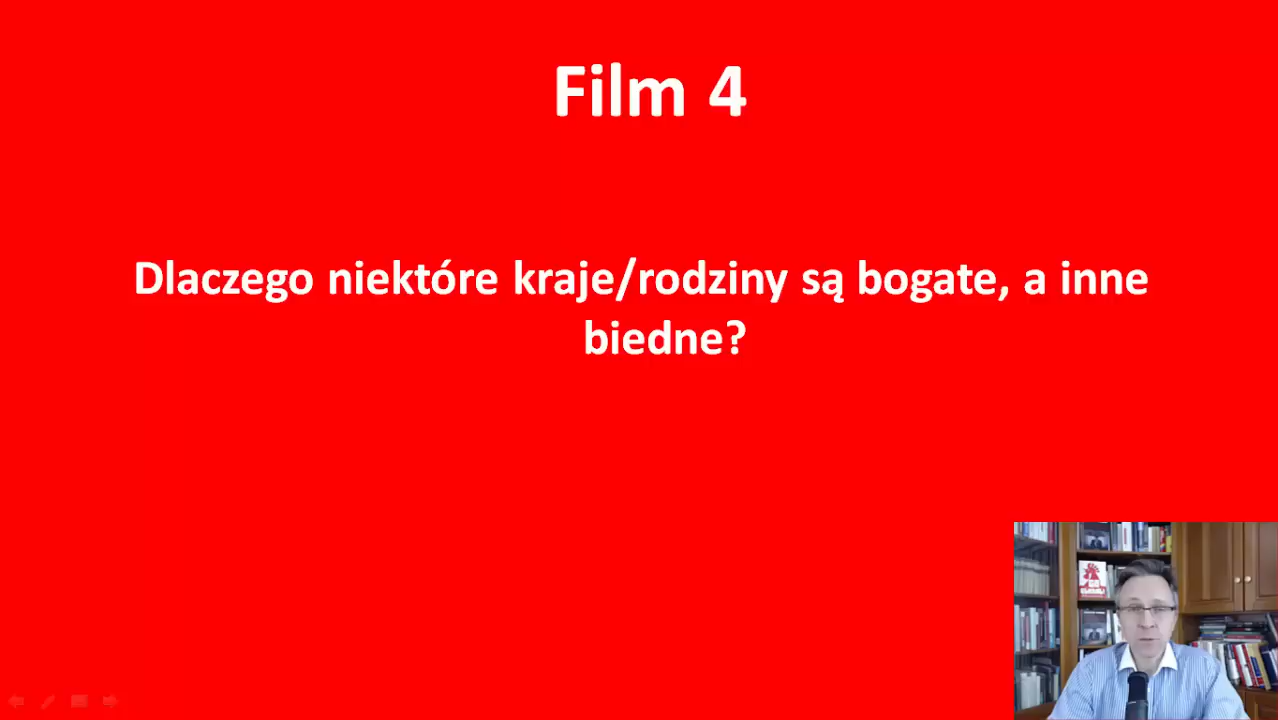 Film 4
Dlaczego niektóre kraje/rodziny są bogate, a inne
biedne?